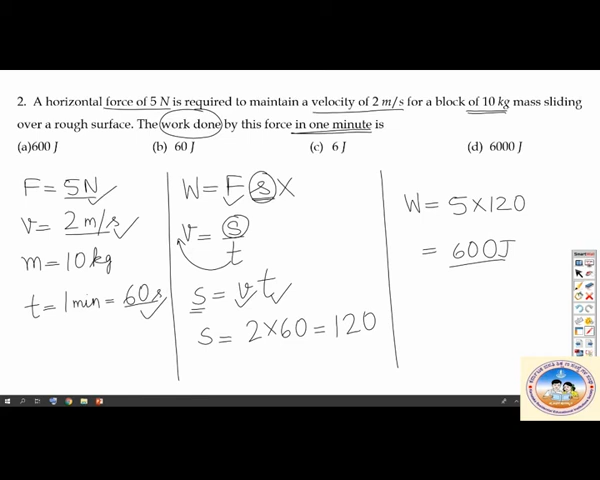 2. A horizontal force of 5 N is required to maintain a velocity of 2 m/s for a block of 10 kg mass sliding
over a rough surface. The work done by this force in one minute is
(a)600 J (b) 60 J (c) 6 J (d) 6000 J
F = 5N
v = 2 m/s
m = 10 kg
t = 1 min = 60 s
W = F s X
v = s/t
s = v t
s = 2 x 60 = 120
W = 5 x 120
= 600J